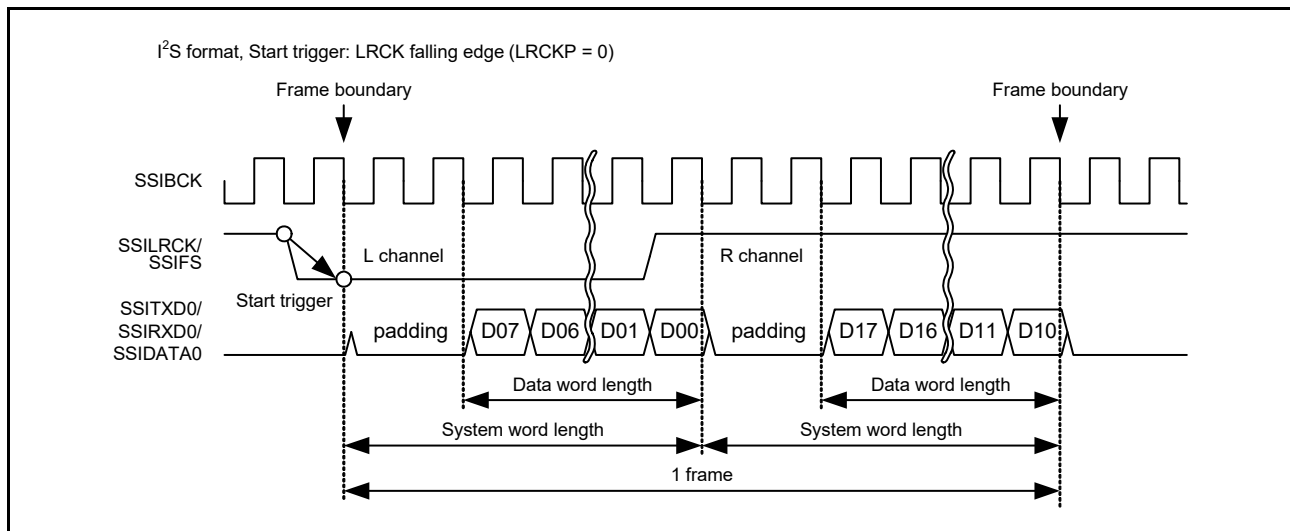 I²S format, Start trigger: LRCK falling edge (LRCKP = 0)
Frame boundary Frame boundary
SSIBCK
SSILRCK/
SSIFS
L channel R channel
Start trigger
SSITXD0/
SSIRXD0/
SSIDATA0
padding D07 D06 D01 D00 padding D17 D16 D11 D10
Data word length Data word length
System word length System word length
1 frame